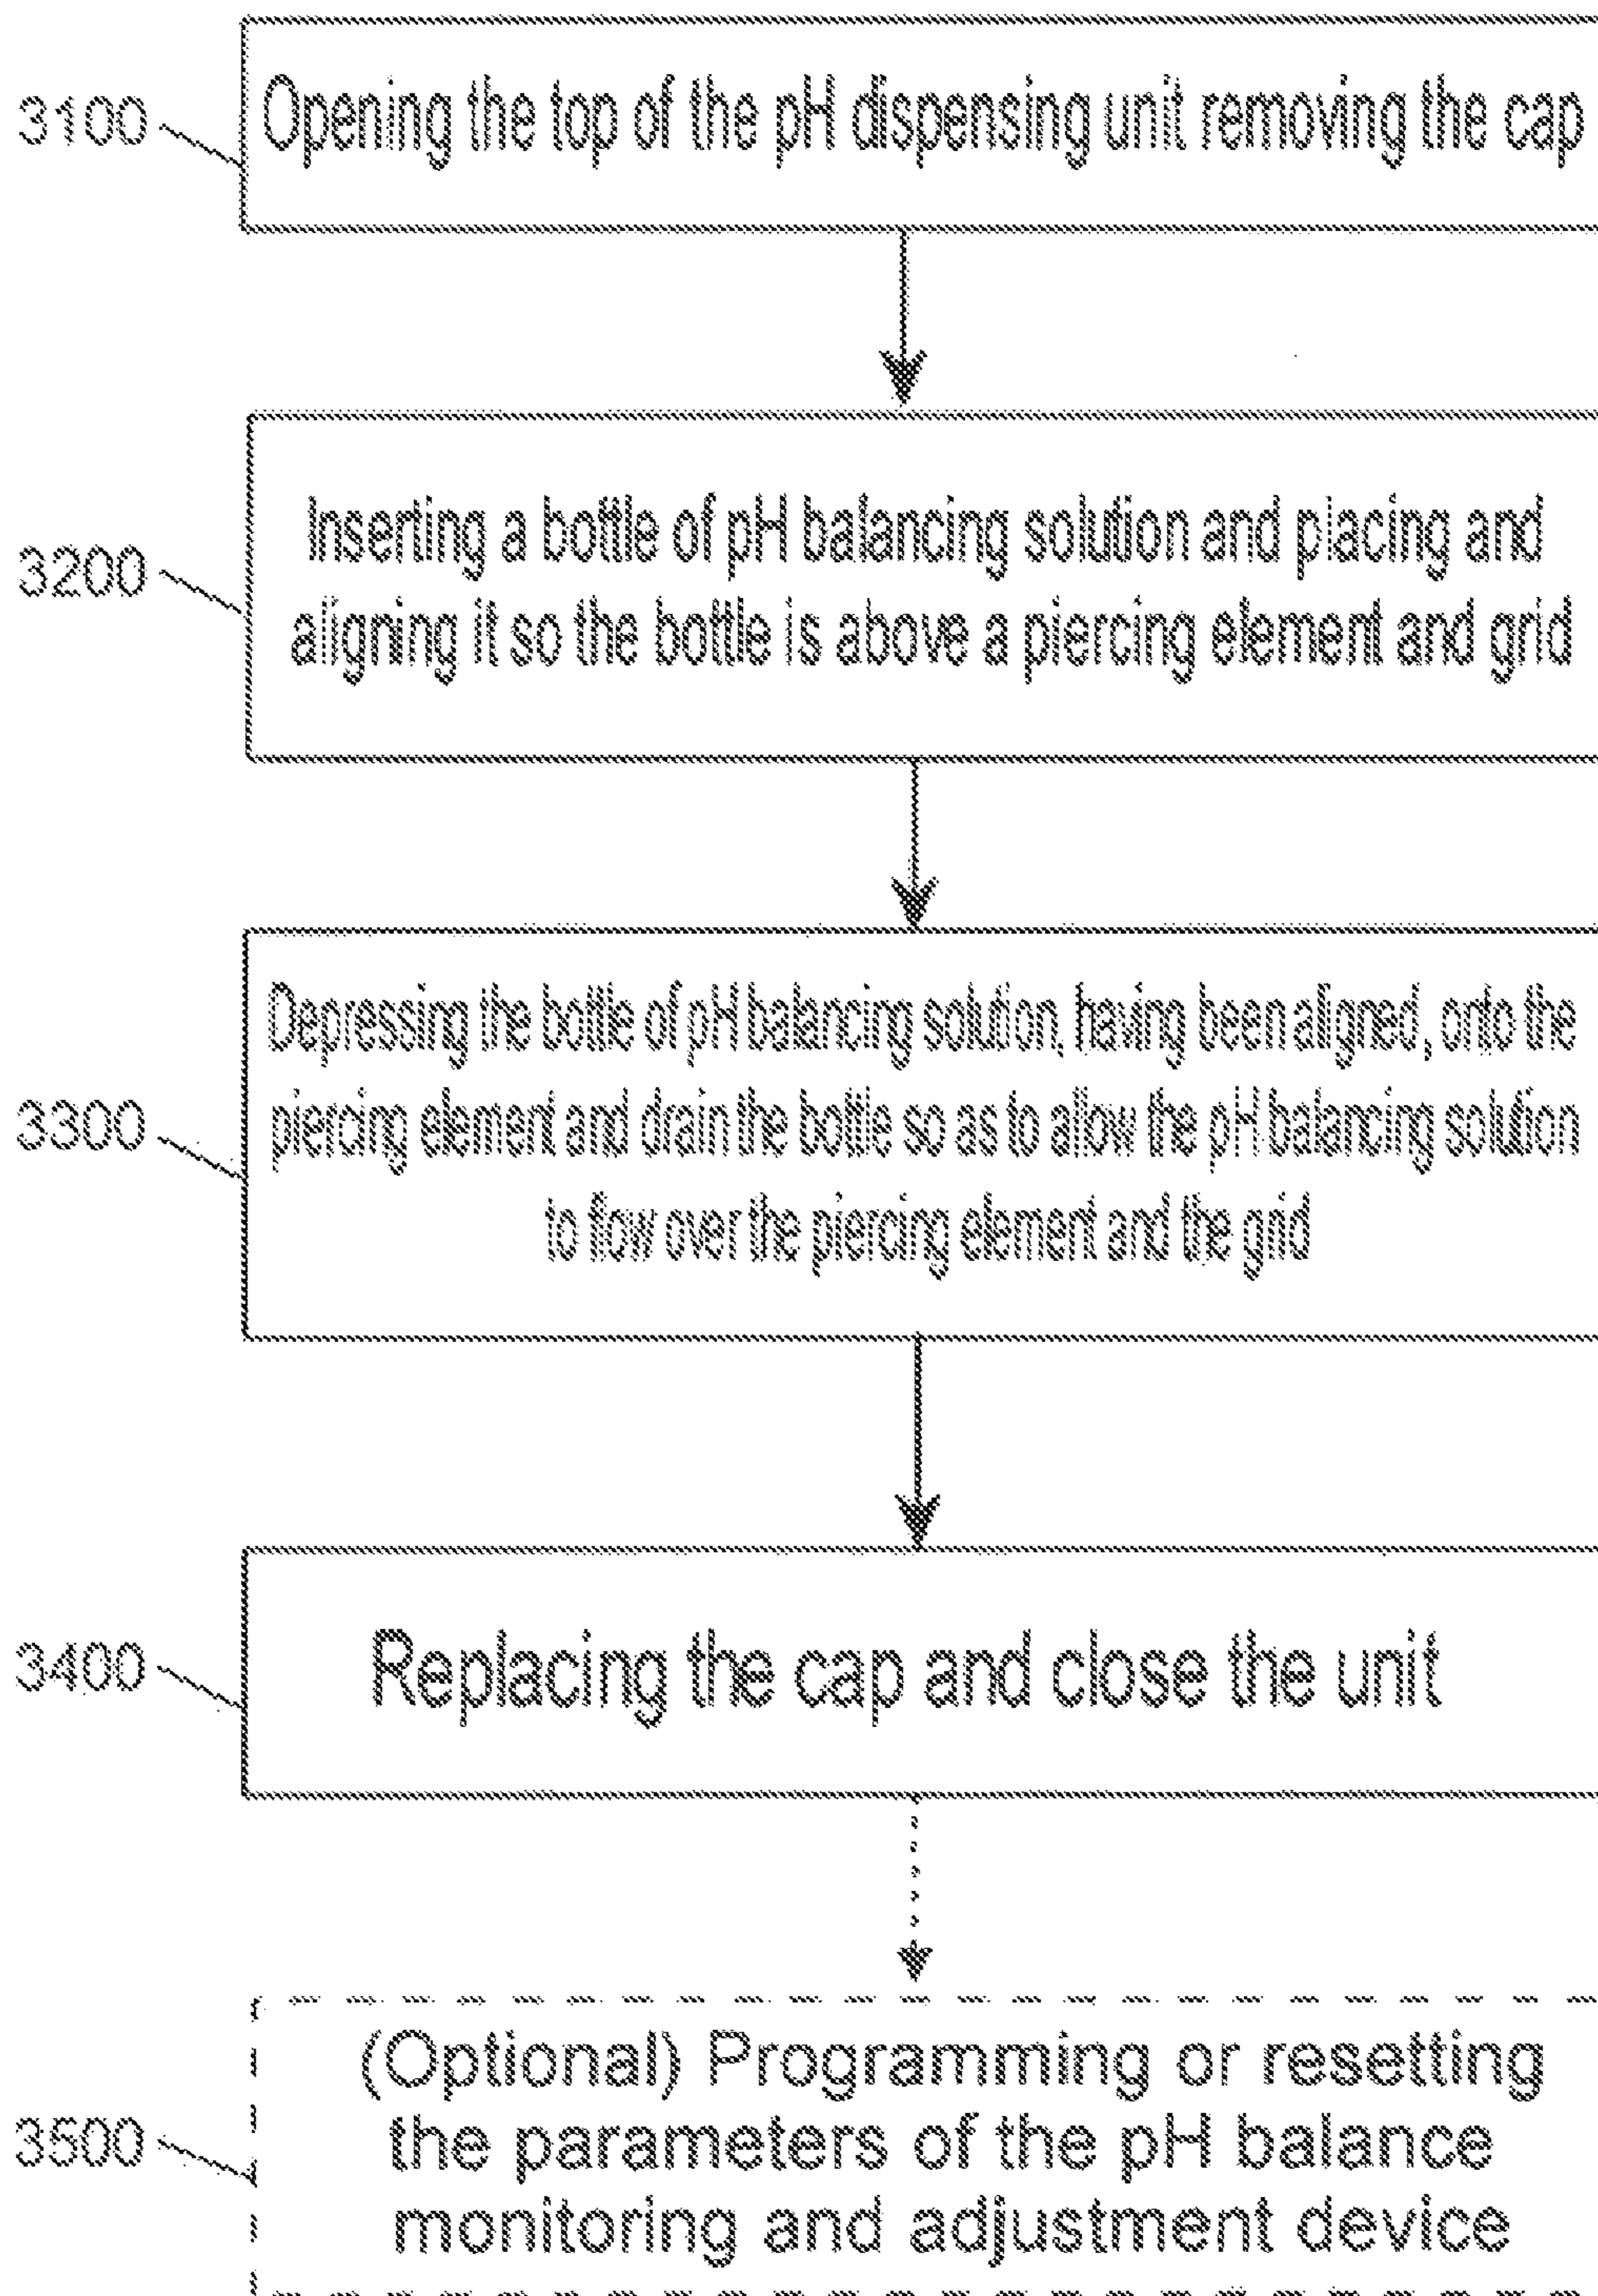 3100
Opening the top of the pH dispensing unit removing the cap
3200
Inserting a bottle of pH balancing solution and placing and
aligning it so the bottle is above a piercing element and grid
3300
Depressing the bottle of pH balancing solution, having been aligned, onto the
piercing element and drain the bottle so as to allow the pH balancing solution
to flow over the piercing element and the grid
3400
Replacing the cap and close the unit
3500
(Optional) Programming or resetting
the parameters of the pH balance
monitoring and adjustment device